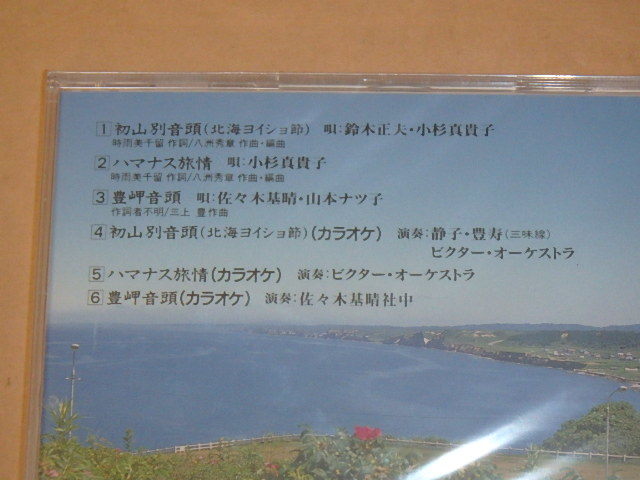 1 初山別音頭(北海ヨイショ節) 唄:鈴木正夫・小杉真貴子
時雨美千留 作詞/八洲秀章 作曲・編曲
2 ハマナス旅情 唄:小杉真貴子
時雨美千留 作詞/八洲秀章 作曲・編曲
3 豊岬音頭 唄:佐々木基晴・山本ナツ子
作詞者不明/三上 豊作曲
4 初山別音頭(北海ヨイショ節)(カラオケ) 演奏:静子・豊寿(三味線)
ビクター・オーケストラ
5 ハマナス旅情(カラオケ) 演奏:ビクター・オーケストラ
6 豊岬音頭(カラオケ) 演奏:佐々木基晴社中